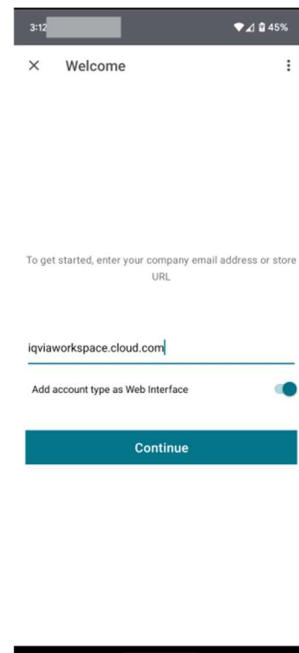 3:12
45%
Welcome
To get started, enter your company email address or store
URL
iqviaworkspace.cloud.com
Add account type as Web Interface
Continue